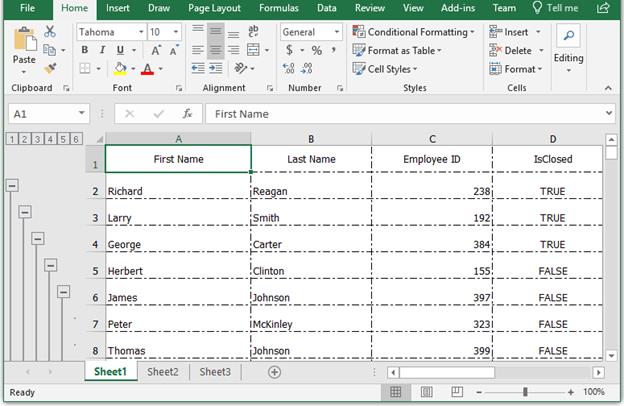 File Home Insert Draw Page Layout Formulas Data Review View Add-ins Team Tell me
Paste
Tahoma 10
B I U A A
General
$ % ,
Conditional Formatting
Format as Table
Cell Styles
Insert
Delete
Format
Editing
Clipboard Font Alignment Number Styles Cells
A1 fx First Name
1 2 3 4 5 6 A B C D
1 First Name Last Name Employee ID IsClosed
2 Richard Reagan 238 TRUE
3 Larry Smith 192 TRUE
4 George Carter 384 TRUE
5 Herbert Clinton 155 FALSE
6 James Johnson 397 FALSE
7 Peter McKinley 323 FALSE
8 Thomas Johnson 399 FALSE
Sheet1 Sheet2 Sheet3
Ready 100%